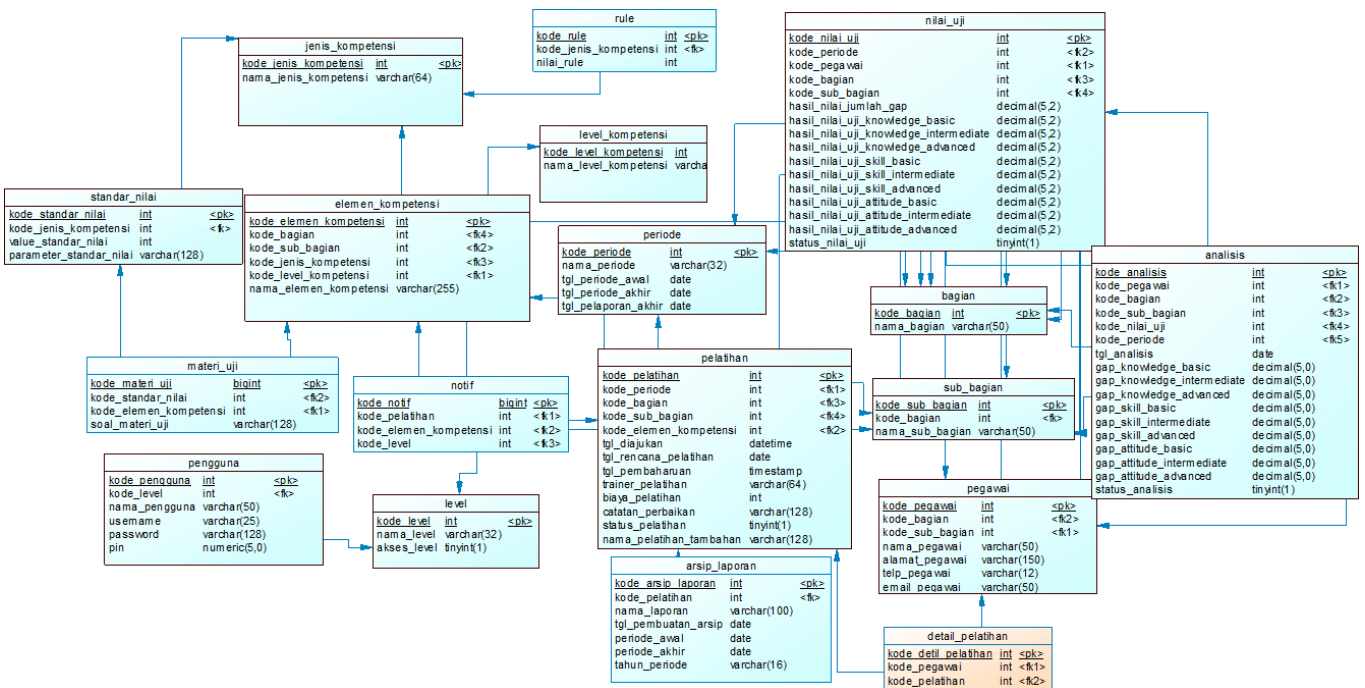 rule
kode_rule int <pk>
kode_jenis_kompetensi int <fk>
nilai_rule int
jenis_kompetensi
kode_jenis_kompetensi int <pk>
nama_jenis_kompetensi varchar(64)
nilai_uji
kode_nilai_uji int <pk>
kode_periode int <fk2>
kode_pegawai int <fk1>
kode_bagian int <fk3>
kode_sub_bagian int <fk4>
hasil_nilai_jumlah_gap decimal(5,2)
hasil_nilai_uji_knowledge_basic decimal(5,2)
hasil_nilai_uji_knowledge_intermediate decimal(5,2)
hasil_nilai_uji_knowledge_advanced decimal(5,2)
hasil_nilai_uji_skill_basic decimal(5,2)
hasil_nilai_uji_skill_intermediate decimal(5,2)
hasil_nilai_uji_skill_advanced decimal(5,2)
hasil_nilai_uji_attitude_basic decimal(5,2)
hasil_nilai_uji_attitude_intermediate decimal(5,2)
hasil_nilai_uji_attitude_advanced decimal(5,2)
status_nilai_uji tinyint(1)
level_kompetensi
kode_level_kompetensi int
nama_level_kompetensi varcha
standar_nilai
kode_standar_nilai int <pk>
kode_jenis_kompetensi int <fk>
value_standar_nilai int
parameter_standar_nilai varchar(128)
elemen_kompetensi
kode_elemen_kompetensi int <pk>
kode_bagian int <fk4>
kode_sub_bagian int <fk2>
kode_jenis_kompetensi int <fk3>
kode_level_kompetensi int <fk1>
nama_elemen_kompetensi varchar(255)
periode
kode_periode int <pk>
nama_periode varchar(32)
tgl_periode_awal date
tgl_periode_akhir date
tgl_pelaporan_akhir date
analisis
kode_analisis int <pk>
kode_pegawai int <fk1>
kode_bagian int <fk2>
kode_sub_bagian int <fk3>
kode_nilai_uji int <fk4>
kode_periode int <fk5>
tgl_analisis date
gap_knowledge_basic decimal(5,0)
gap_knowledge_intermediate decimal(5,0)
gap_knowledge_advanced decimal(5,0)
gap_skill_basic decimal(5,0)
gap_skill_intermediate decimal(5,0)
gap_skill_advanced decimal(5,0)
gap_attitude_basic decimal(5,0)
gap_attitude_intermediate decimal(5,0)
gap_attitude_advanced decimal(5,0)
status_analisis tinyint(1)
bagian
kode_bagian int <pk>
nama_bagian varchar(50)
materi_uji
kode_materi_uji bigint <pk>
kode_standar_nilai int <fk2>
kode_elemen_kompetensi int <fk1>
soal_materi_uji varchar(128)
notif
kode_notif bigint <pk>
kode_pelatihan int <fk1>
kode_elemen_kompetensi int <fk2>
kode_level int <fk3>
pelatihan
kode_pelatihan int <pk>
kode_periode int <fk1>
kode_bagian int <fk3>
kode_sub_bagian int <fk4>
kode_elemen_kompetensi int <fk2>
tgl_diajukan datetime
tgl_rencana_pelatihan date
tgl_pembaharuan timestamp
trainer_pelatihan varchar(64)
biaya_pelatihan int
catatan_perbaikan varchar(128)
status_pelatihan tinyint(1)
nama_pelatihan_tambahan varchar(128)
sub_bagian
kode_sub_bagian int <pk>
kode_bagian int <fk>
nama_sub_bagian varchar(50)
pengguna
kode_pengguna int <pk>
kode_level int <fk>
nama_pengguna varchar(50)
username varchar(25)
password varchar(128)
pin numeric(5,0)
level
kode_level int <pk>
nama_level varchar(32)
akses_level tinyint(1)
pegawai
kode_pegawai int <pk>
kode_bagian int <fk2>
kode_sub_bagian int <fk1>
nama_pegawai varchar(50)
alamat_pegawai varchar(150)
telp_pegawai varchar(12)
email_pegawai varchar(50)
arsip_laporan
kode_arsip_laporan int <pk>
kode_pelatihan int <fk>
nama_laporan varchar(100)
tgl_pembuatan_arsip date
periode_awal date
periode_akhir date
tahun_periode varchar(16)
detail_pelatihan
kode_detil_pelatihan int <pk>
kode_pegawai int <fk1>
kode_pelatihan int <fk2>